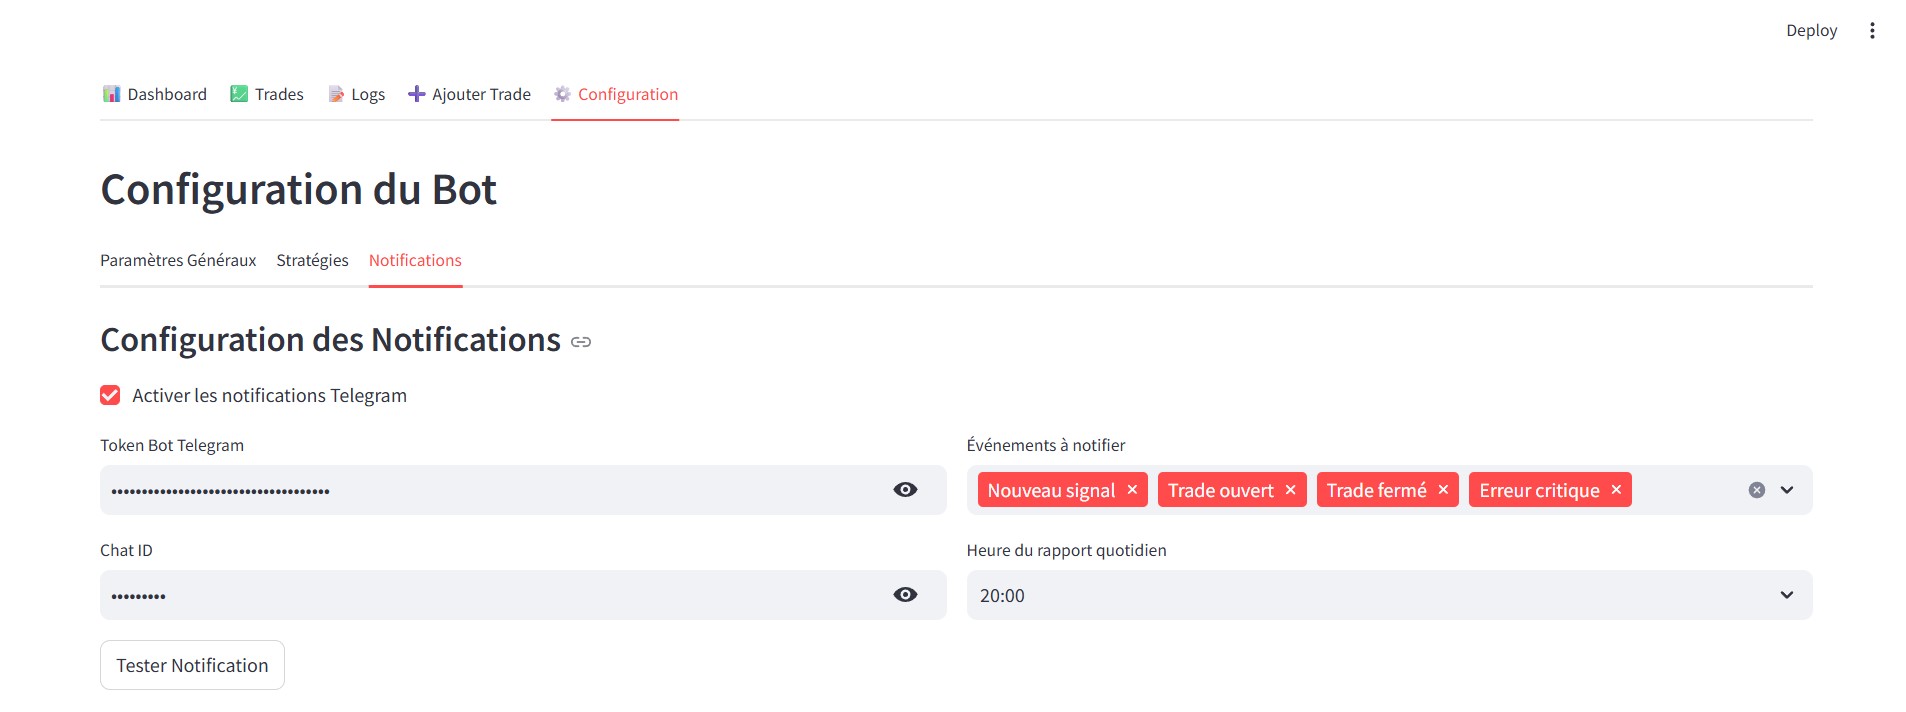 Deploy
Dashboard Trades Logs Ajouter Trade Configuration
Configuration du Bot
Paramètres Généraux Stratégies Notifications
Configuration des Notifications
Activer les notifications Telegram
Token Bot Telegram
••••••••••••••••••••••••••••••••••••
Événements à notifier
Nouveau signal × Trade ouvert × Trade fermé × Erreur critique ×
Chat ID
•••••••••
Heure du rapport quotidien
20:00
Tester Notification